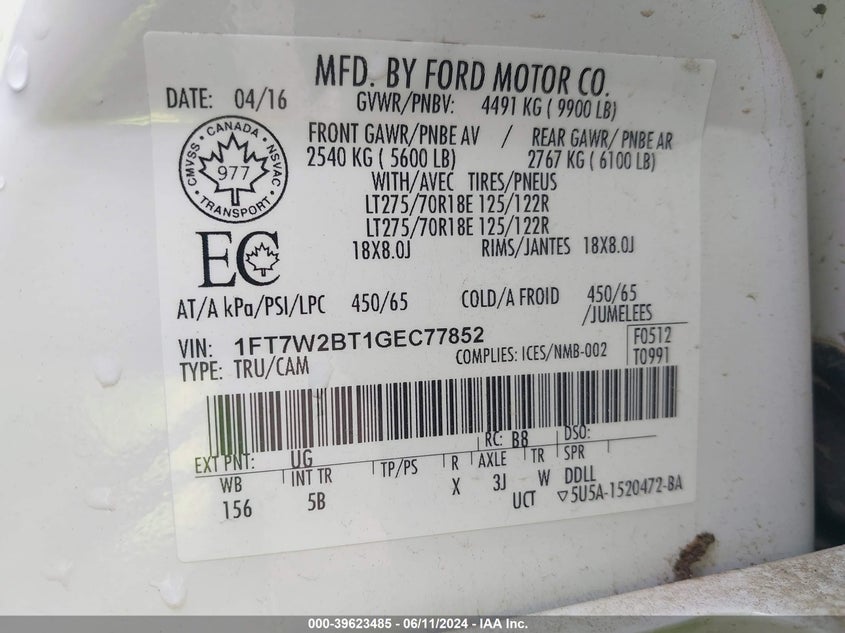 MFD. BY FORD MOTOR CO.
DATE: 04/16
GVWR/PNBV: 4491 KG ( 9900 LB)
FRONT GAWR/PNBE AV / REAR GAWR/ PNBE AR
2540 KG ( 5600 LB) 2767 KG ( 6100 LB)
WITH/AVEC TIRES/PNEUS
LT275/70R18E 125/122R
LT275/70R18E 125/122R
18X8.0J RIMS/JANTES 18X8.0J
CANADA
CMVSS NSVAC
977
TRANSPORT
EC
AT/A kPa/PSI/LPC 450/65 COLD/A FROID 450/65
/JUMELEES
VIN: 1FT7W2BT1GEC77852
TYPE: TRU/CAM COMPLIES: ICES/NMB-002
F0512
T0991
RC: B8 DSO:
EXT PNT: UG
WB INT TR TP/PS R AXLE TR SPR
156 5B X 3J W DDLL
UCT 5U5A-1520472-BA
000-39623485 - 06/11/2024 - IAA Inc.